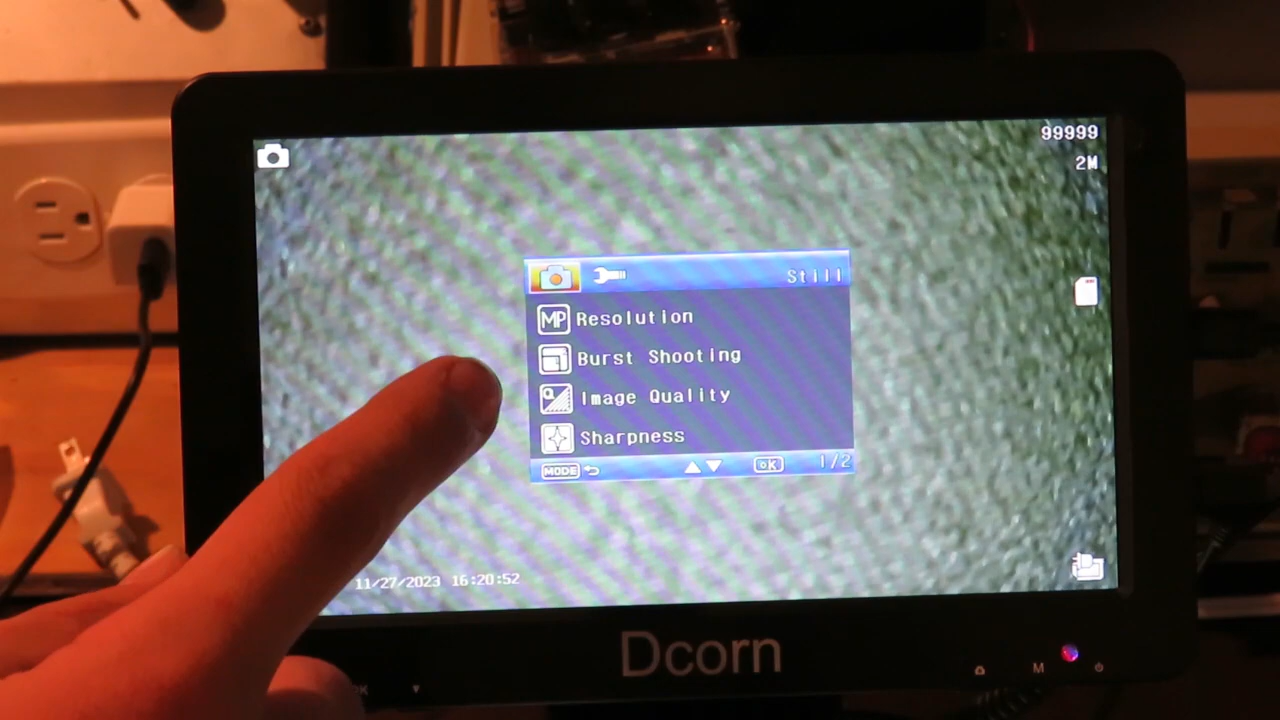 99999
2M
Still
MP Resolution
Burst Shooting
Image Quality
Sharpness
MODE OK 1/2
11/27/2023 16:20:52
Dcorn
M